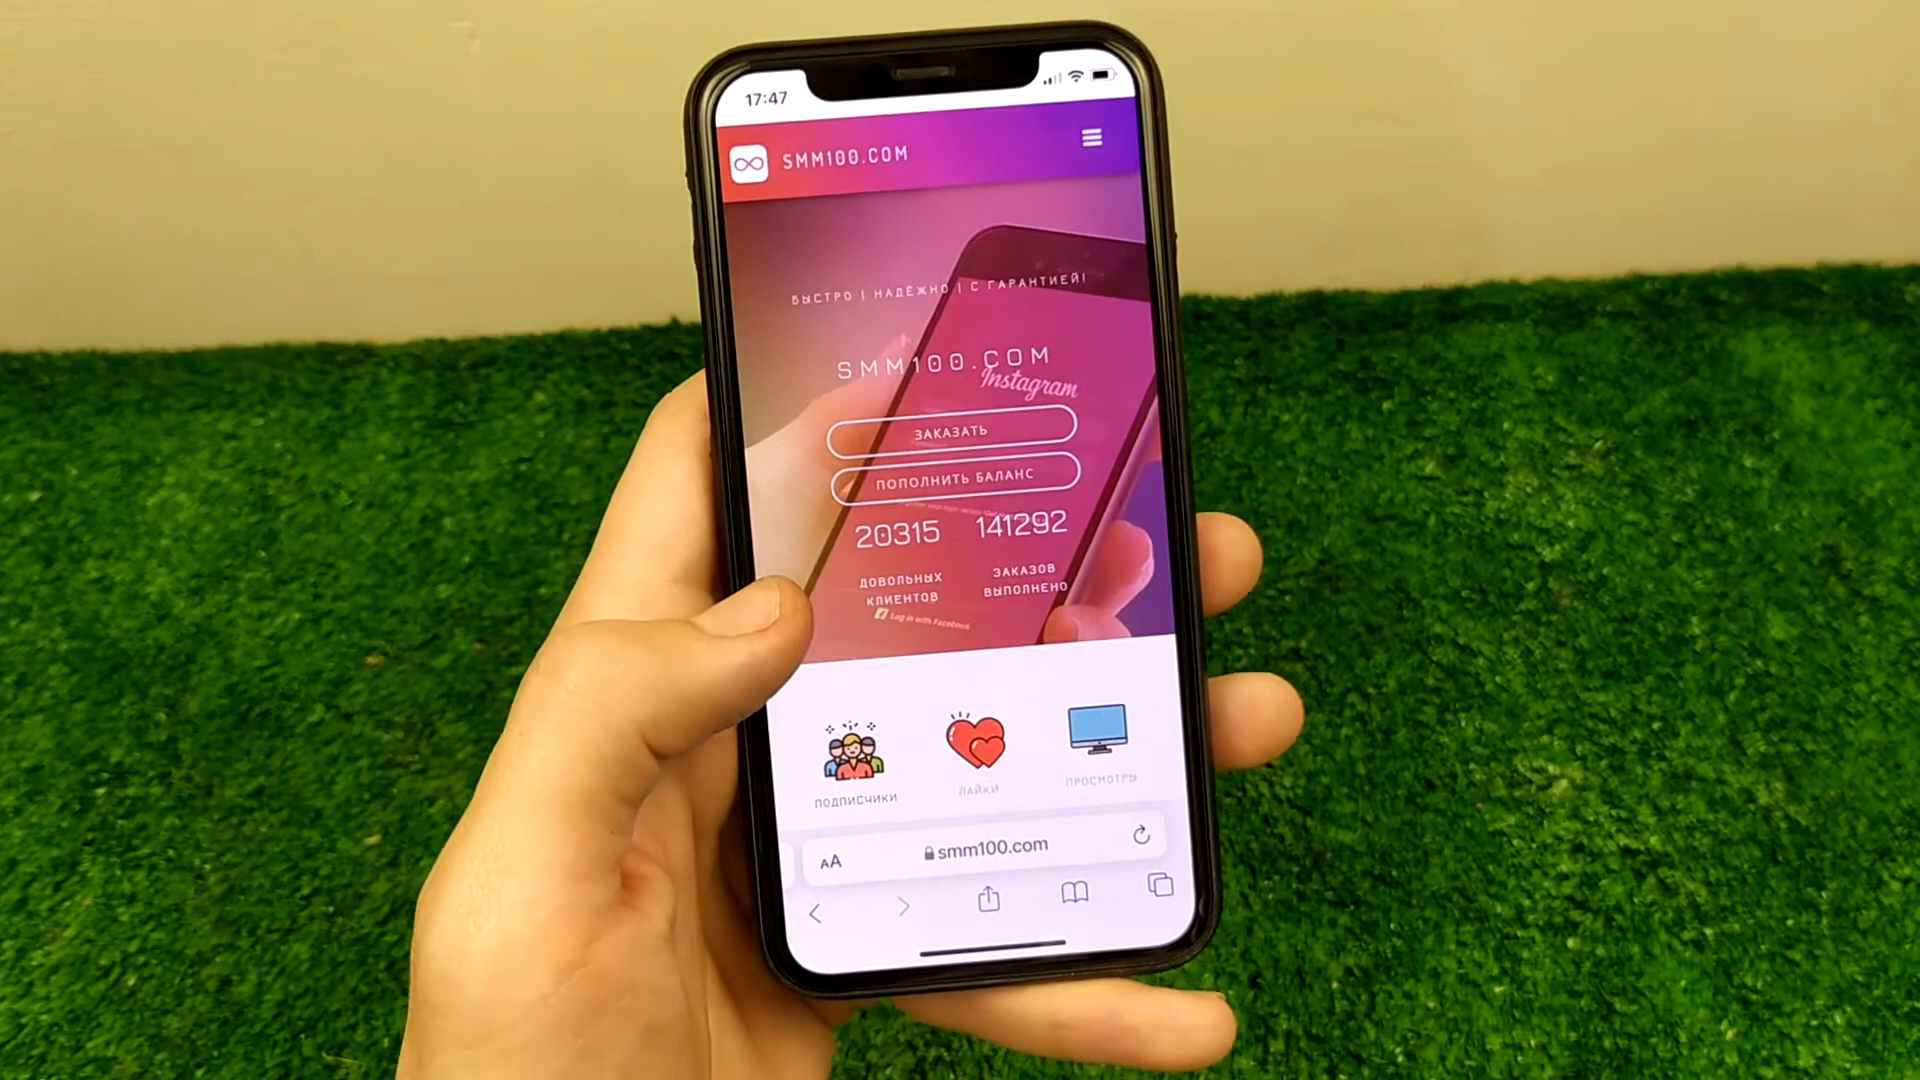 17:47
SMM100.COM
БЫСТРО | НАДЁЖНО | С ГАРАНТИЕЙ!
SMM100.COM
Instagram
ЗАКАЗАТЬ
ПОПОЛНИТЬ БАЛАНС
20315 141292
ДОВОЛЬНЫХ КЛИЕНТОВ
ЗАКАЗОВ ВЫПОЛНЕНО
Log in with Facebook
ПОДПИСЧИКИ ЛАЙКИ ПРОСМОТРЫ
AA smm100.com